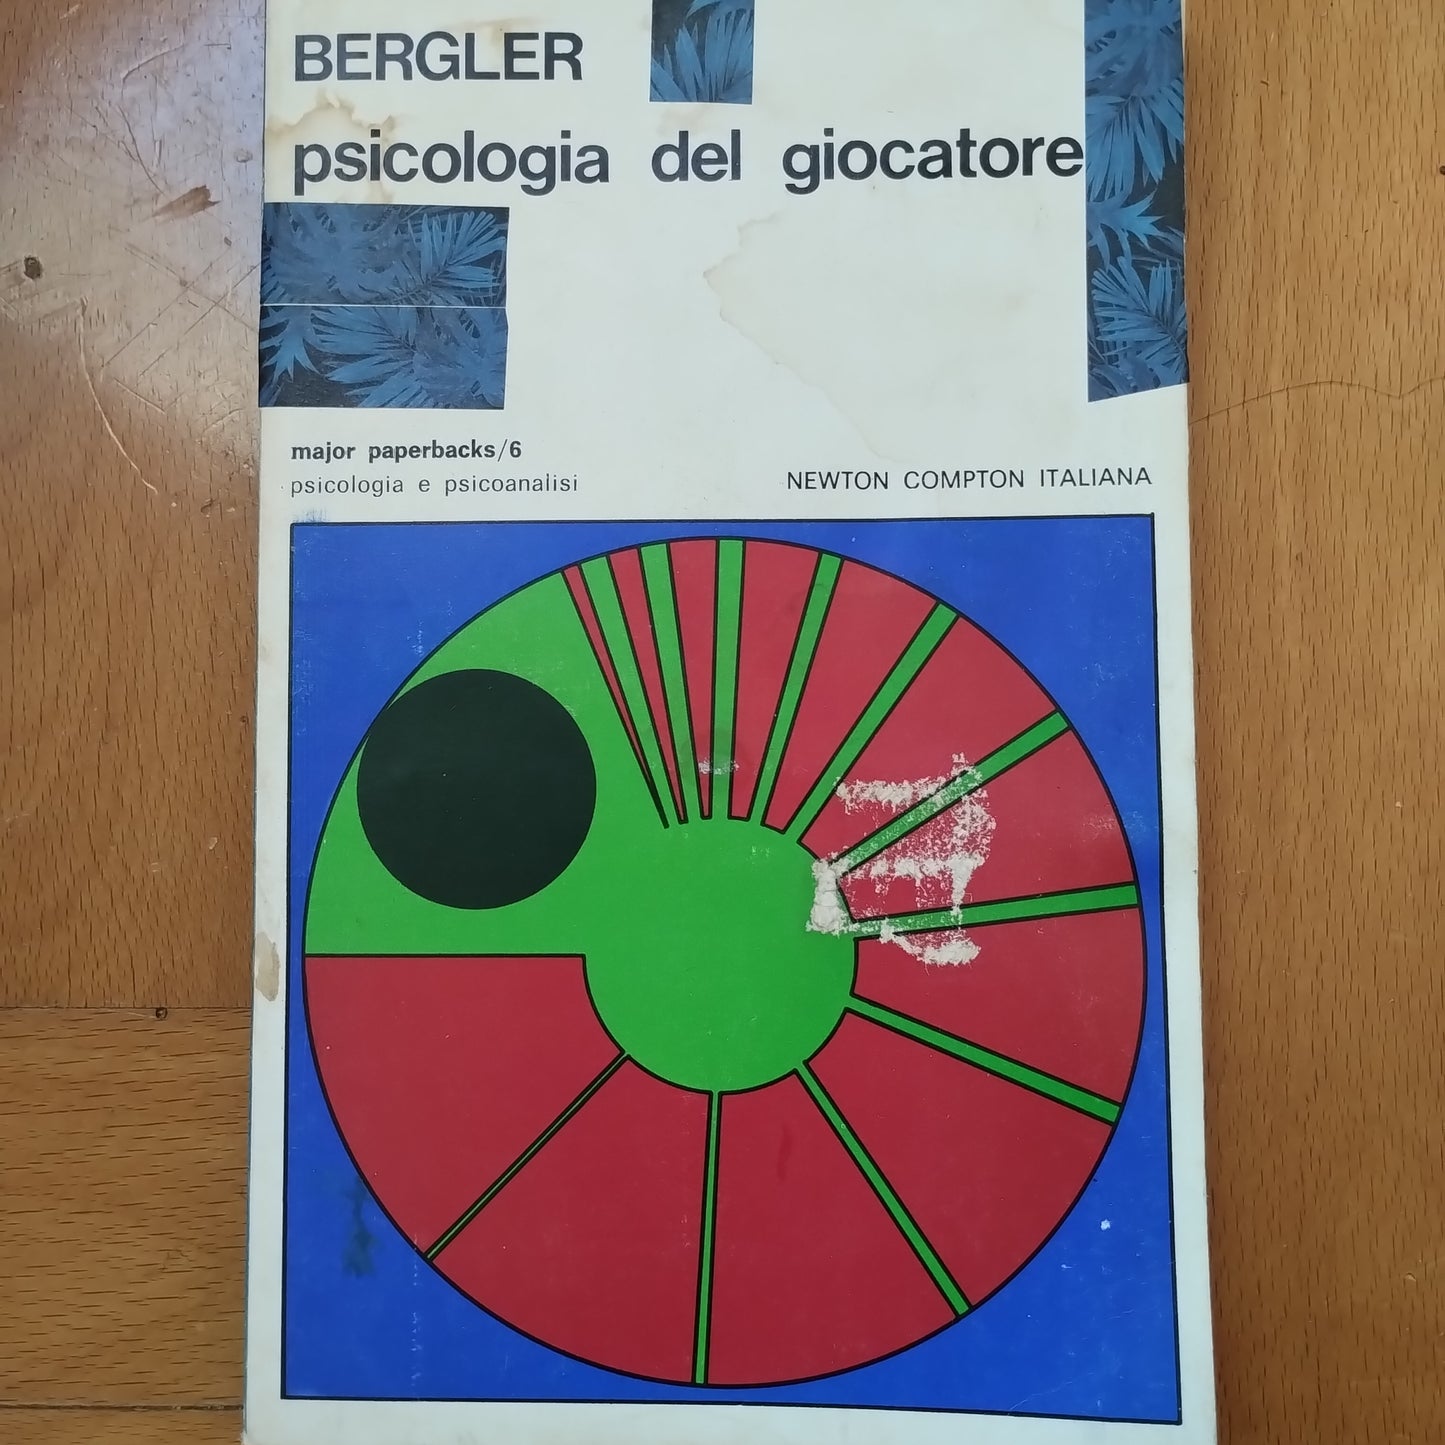 BERGLER
psicologia del giocatore
major paperbacks/6
psicologia e psicoanalisi
NEWTON COMPTON ITALIANA